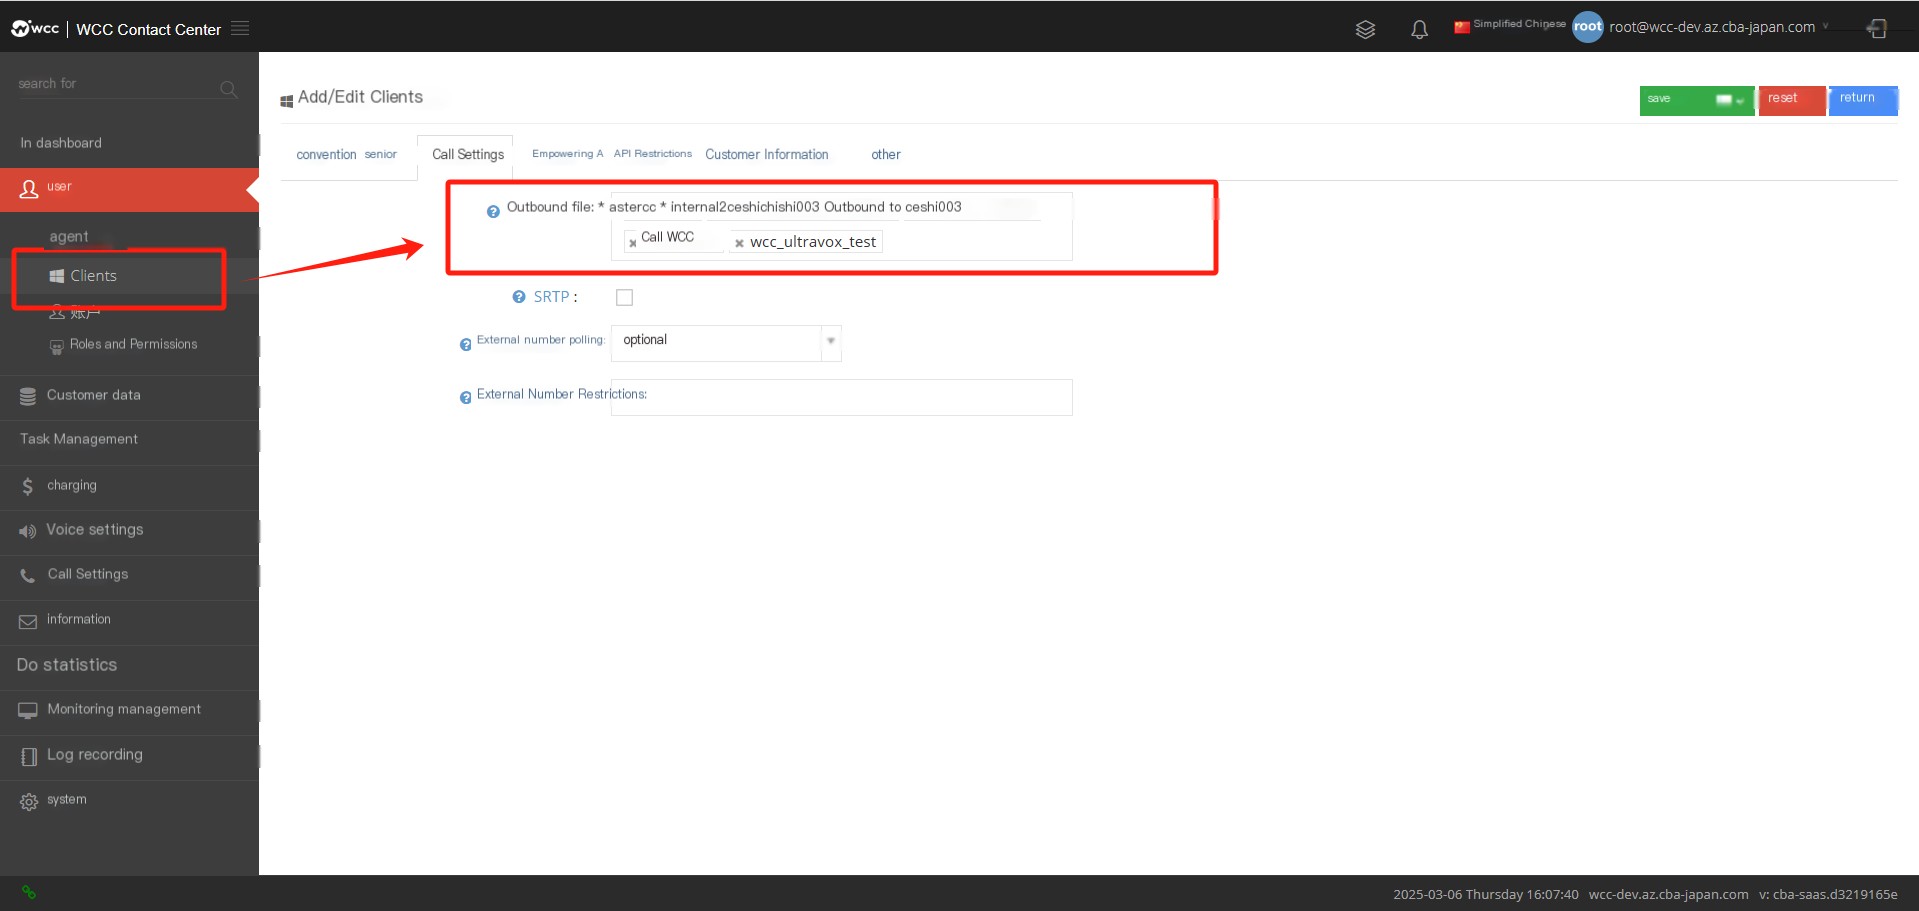 wcc | WCC Contact Center
Simplified Chinese
root
root@wcc-dev.az.cba-japan.com
search for
In dashboard
user
agent
Clients
账户
Roles and Permissions
Customer data
Task Management
charging
Voice settings
Call Settings
information
Do statistics
Monitoring management
Log recording
system
Add/Edit Clients
save
reset
return
convention
senior
Call Settings
Empowering A
API Restrictions
Customer Information
other
Outbound file: * astercc * internal2ceshichishi003 Outbound to ceshi003
× Call WCC
× wcc_ultravox_test
SRTP :
External number polling:
optional
External Number Restrictions:
2025-03-06 Thursday 16:07:40 wcc-dev.az.cba-japan.com v: cba-saas.d3219165e